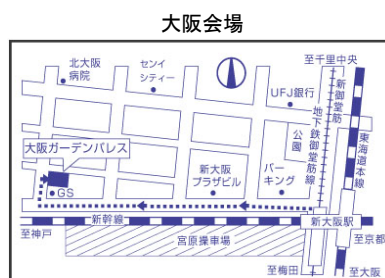 大阪会場
至千里中央
北大阪
病院
センイ
シティー
UFJ銀行
新御堂筋
地下鉄御堂筋線
公園
東海道本線
大阪ガーデンパレス
GS
新大阪
プラザビル
パー
キング
新幹線
新大阪駅
至神戸
宮原操車場
至京都
至梅田
至大阪